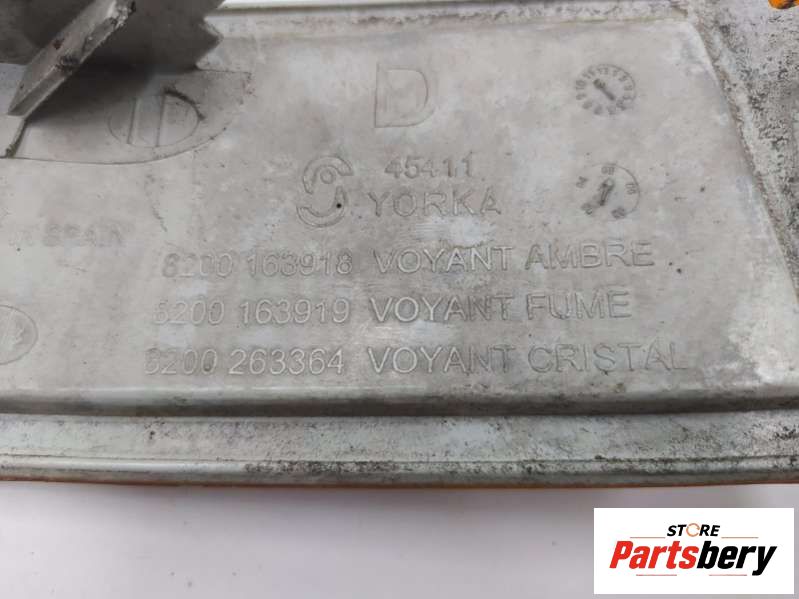 D
45411
YORKA
SPAIN
8200 163918 VOYANT AMBRE
8200 163919 VOYANT FUME
8200 263364 VOYANT CRISTAL
STORE
Partsbery